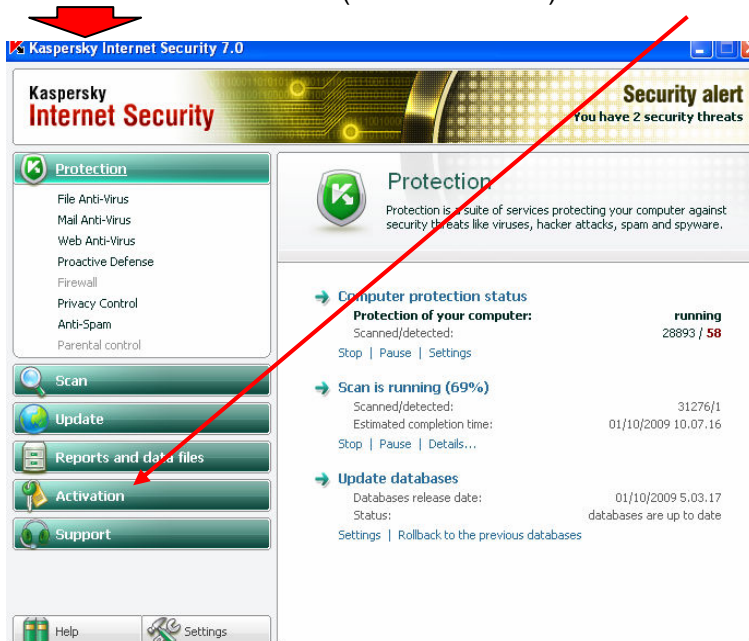 Kaspersky Internet Security 7.0
Kaspersky
Internet Security
Security alert
You have 2 security threats
Protection
File Anti-Virus
Mail Anti-Virus
Web Anti-Virus
Proactive Defense
Firewall
Privacy Control
Anti-Spam
Parental control
Scan
Update
Reports and data files
Activation
Support
Help
Settings
Protection
Protection is a suite of services protecting your computer against
security threats like viruses, hacker attacks, spam and spyware.
Computer protection status
Protection of your computer: running
Scanned/detected: 28893 / 58
Stop | Pause | Settings
Scan is running (69%)
Scanned/detected: 31276/1
Estimated completion time: 01/10/2009 10.07.16
Stop | Pause | Details...
Update databases
Databases release date: 01/10/2009 5.03.17
Status: databases are up to date
Settings | Rollback to the previous databases